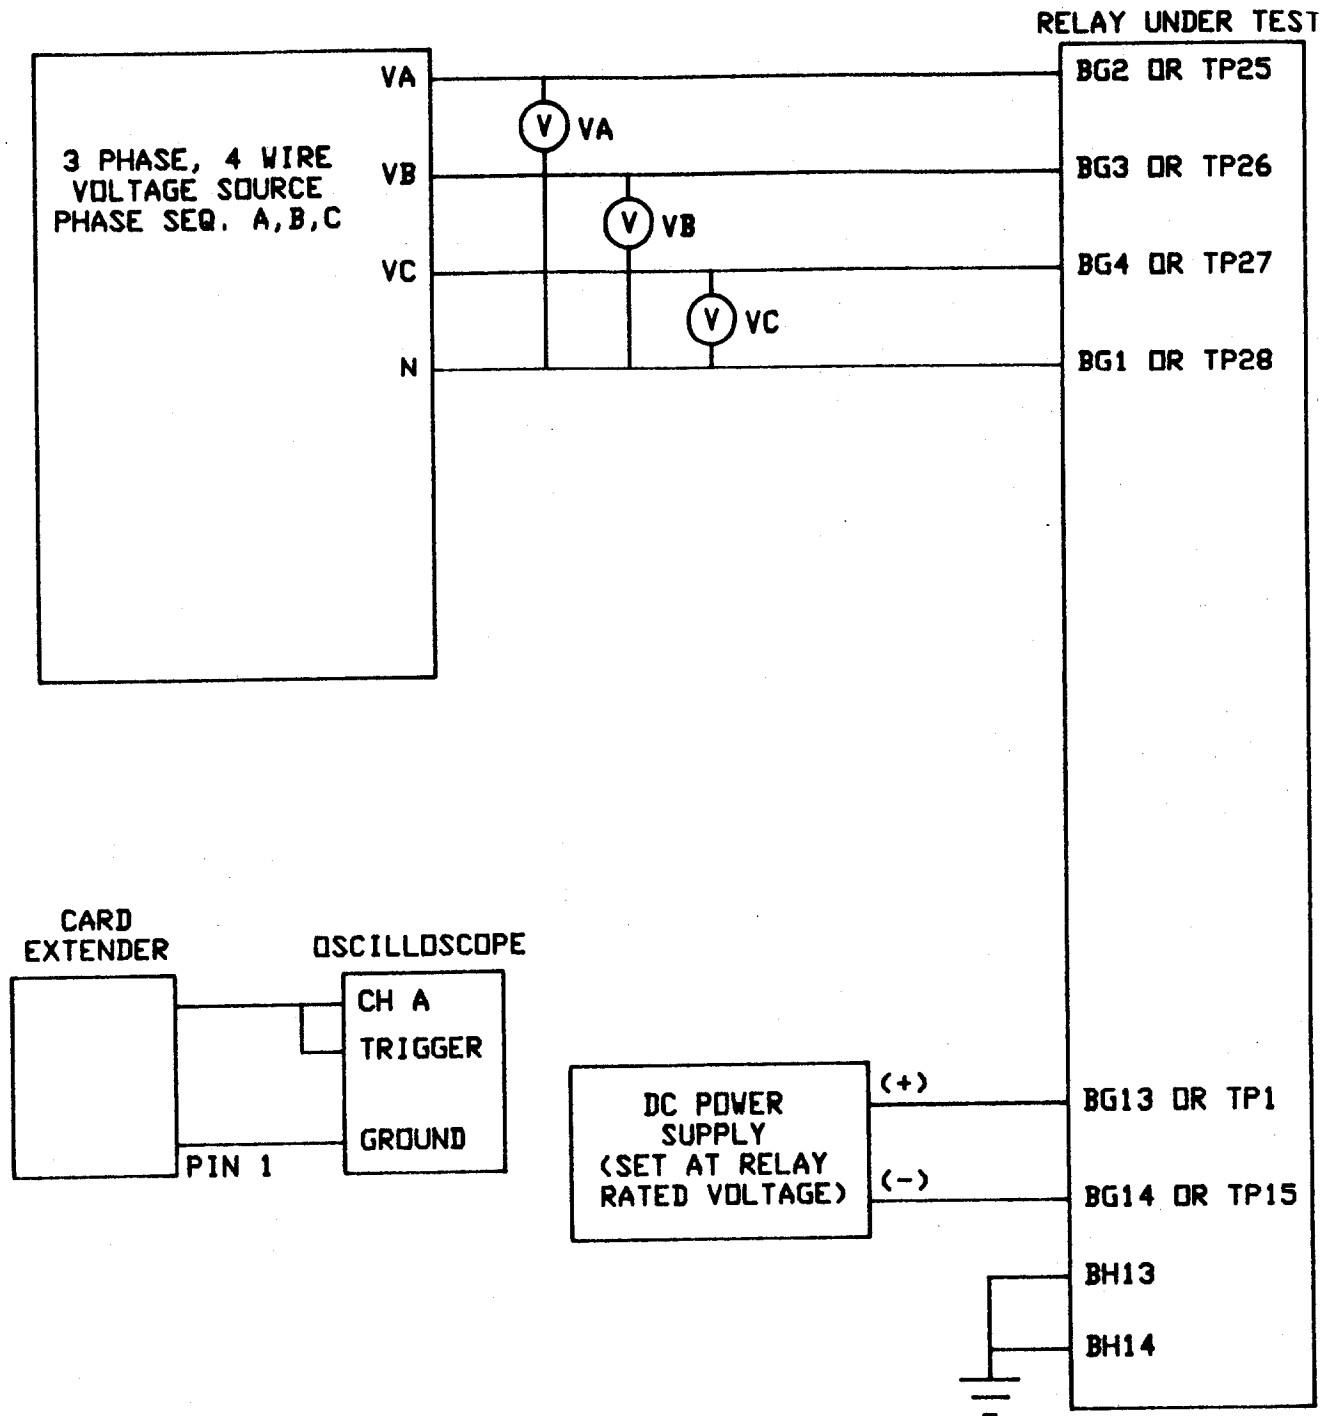 RELAY UNDER TEST
VA
BG2 OR TP25
V VA
3 PHASE, 4 WIRE
VOLTAGE SOURCE
PHASE SEQ. A,B,C
VB
BG3 OR TP26
V VB
VC
BG4 OR TP27
V VC
N
BG1 OR TP28
CARD
EXTENDER
OSCILLOSCOPE
CH A
TRIGGER
GROUND
PIN 1
DC POWER
SUPPLY
(SET AT RELAY
RATED VOLTAGE)
(+)
BG13 OR TP1
(-)
BG14 OR TP15
BH13
BH14